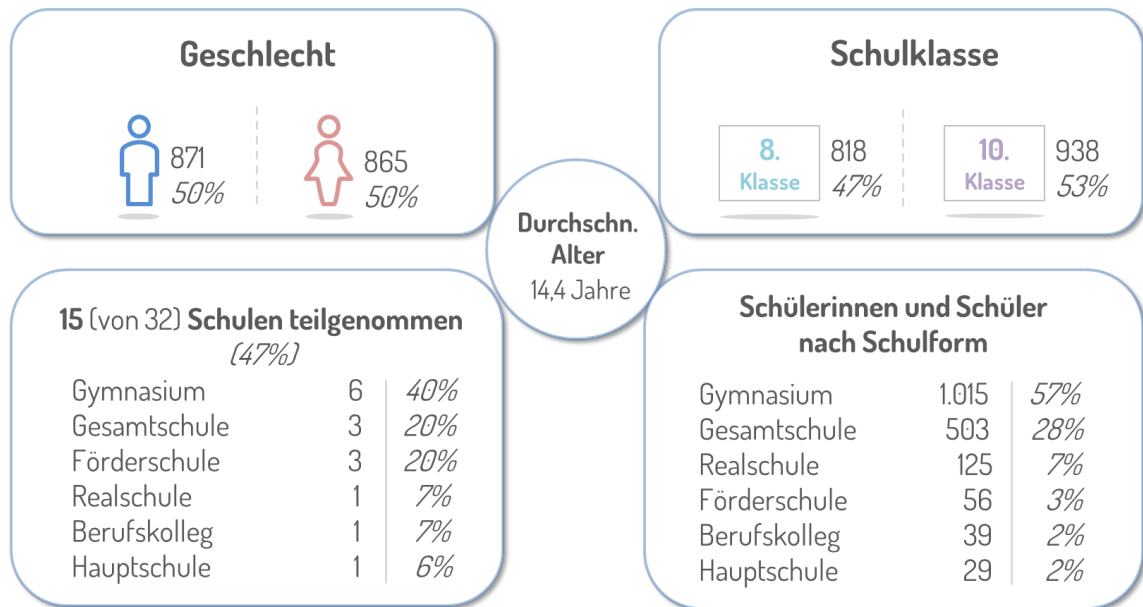 Geschlecht
871
50%
865
50%
Schulklasse
8.
Klasse
818
47%
10.
Klasse
938
53%
Durchschn.
Alter
14,4 Jahre
15 (von 32) Schulen teilgenommen
(47%)
Gymnasium 6 40%
Gesamtschule 3 20%
Förderschule 3 20%
Realschule 1 7%
Berufskolleg 1 7%
Hauptschule 1 6%
Schülerinnen und Schüler
nach Schulform
Gymnasium 1.015 57%
Gesamtschule 503 28%
Realschule 125 7%
Förderschule 56 3%
Berufskolleg 39 2%
Hauptschule 29 2%